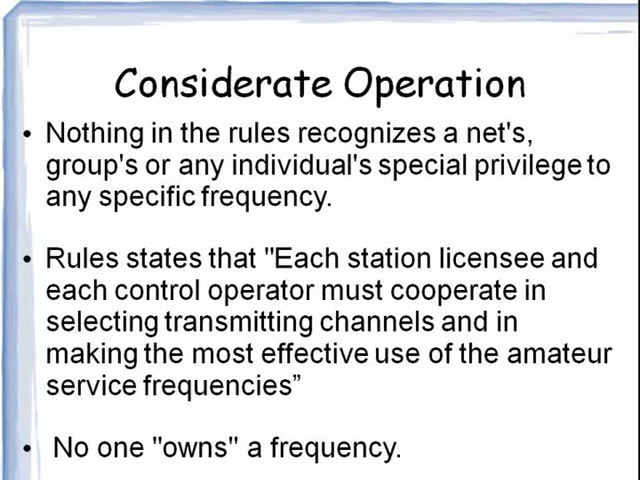 Considerate Operation
• Nothing in the rules recognizes a net's,
group's or any individual's special privilege to
any specific frequency.
• Rules states that "Each station licensee and
each control operator must cooperate in
selecting transmitting channels and in
making the most effective use of the amateur
service frequencies”
• No one "owns" a frequency.